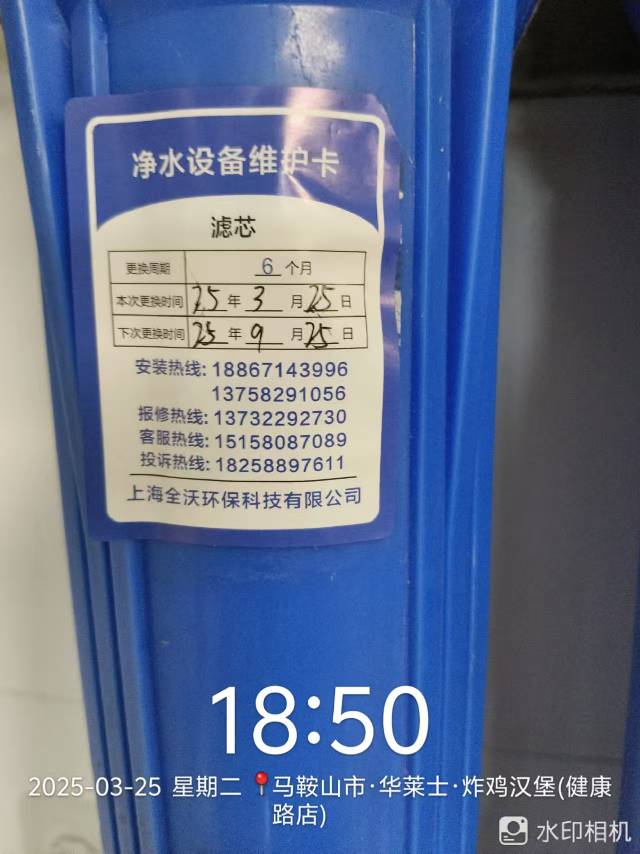 净水设备维护卡
滤芯
更换周期 6 个月
本次更换时间 25 年 3 月 25 日
下次更换时间 25 年 9 月 25 日
安装热线: 18867143996
13758291056
报修热线: 13732292730
客服热线: 15158087089
投诉热线: 18258897611
上海全沃环保科技有限公司
18:50
2025-03-25 星期二 📍马鞍山市·华莱士·炸鸡汉堡(健康
路店)
水印相机